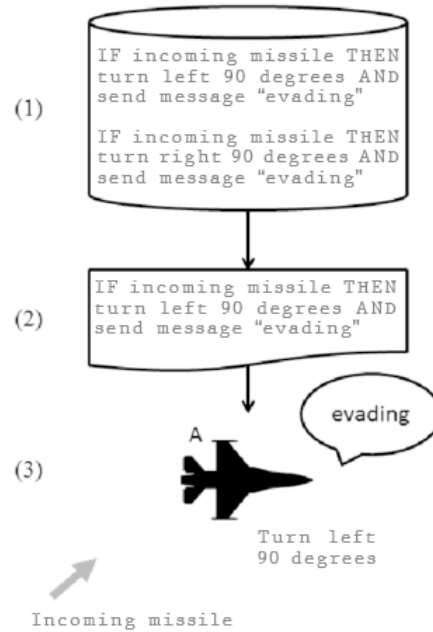 IF incoming missile THEN
turn left 90 degrees AND
send message "evading"
(1)
IF incoming missile THEN
turn right 90 degrees AND
send message "evading"
IF incoming missile THEN
turn left 90 degrees AND
(2)
send message "evading"
evading
A
(3)
Turn left
90 degrees
Incoming missile